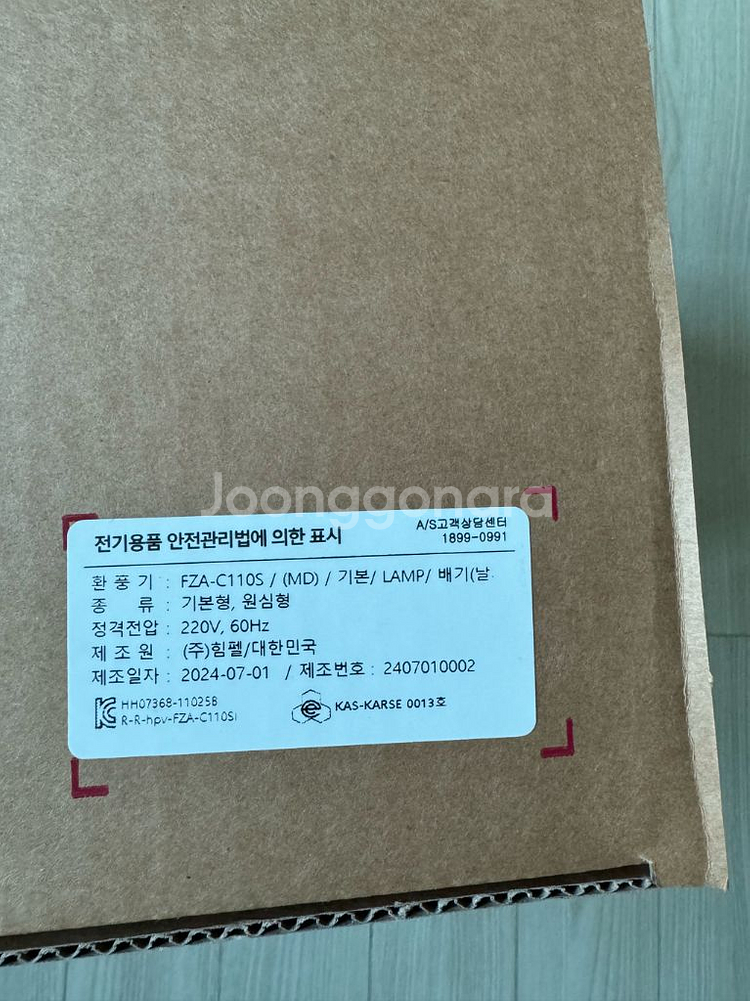 Joonggonara
전기용품 안전관리법에 의한 표시
A/S고객상담센터
1899-0991
환 풍 기 : FZA-C110S / (MD) / 기본/ LAMP/ 배기(날
종 류 : 기본형, 원심형
정격전압 : 220V, 60Hz
제 조 원 : (주)힘펠/대한민국
제조일자 : 2024-07-01 / 제조번호 : 2407010002
HH07368-11025B
R-R-hpv-FZA-C110SI
KAS-KARSE 0013호